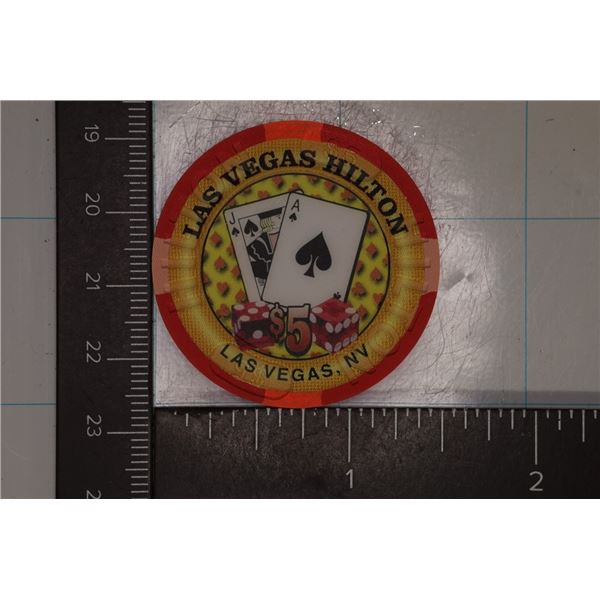 LAS VEGAS HILTON
J
A
$5
LAS VEGAS, NV
19
20
21
22
23
1
2